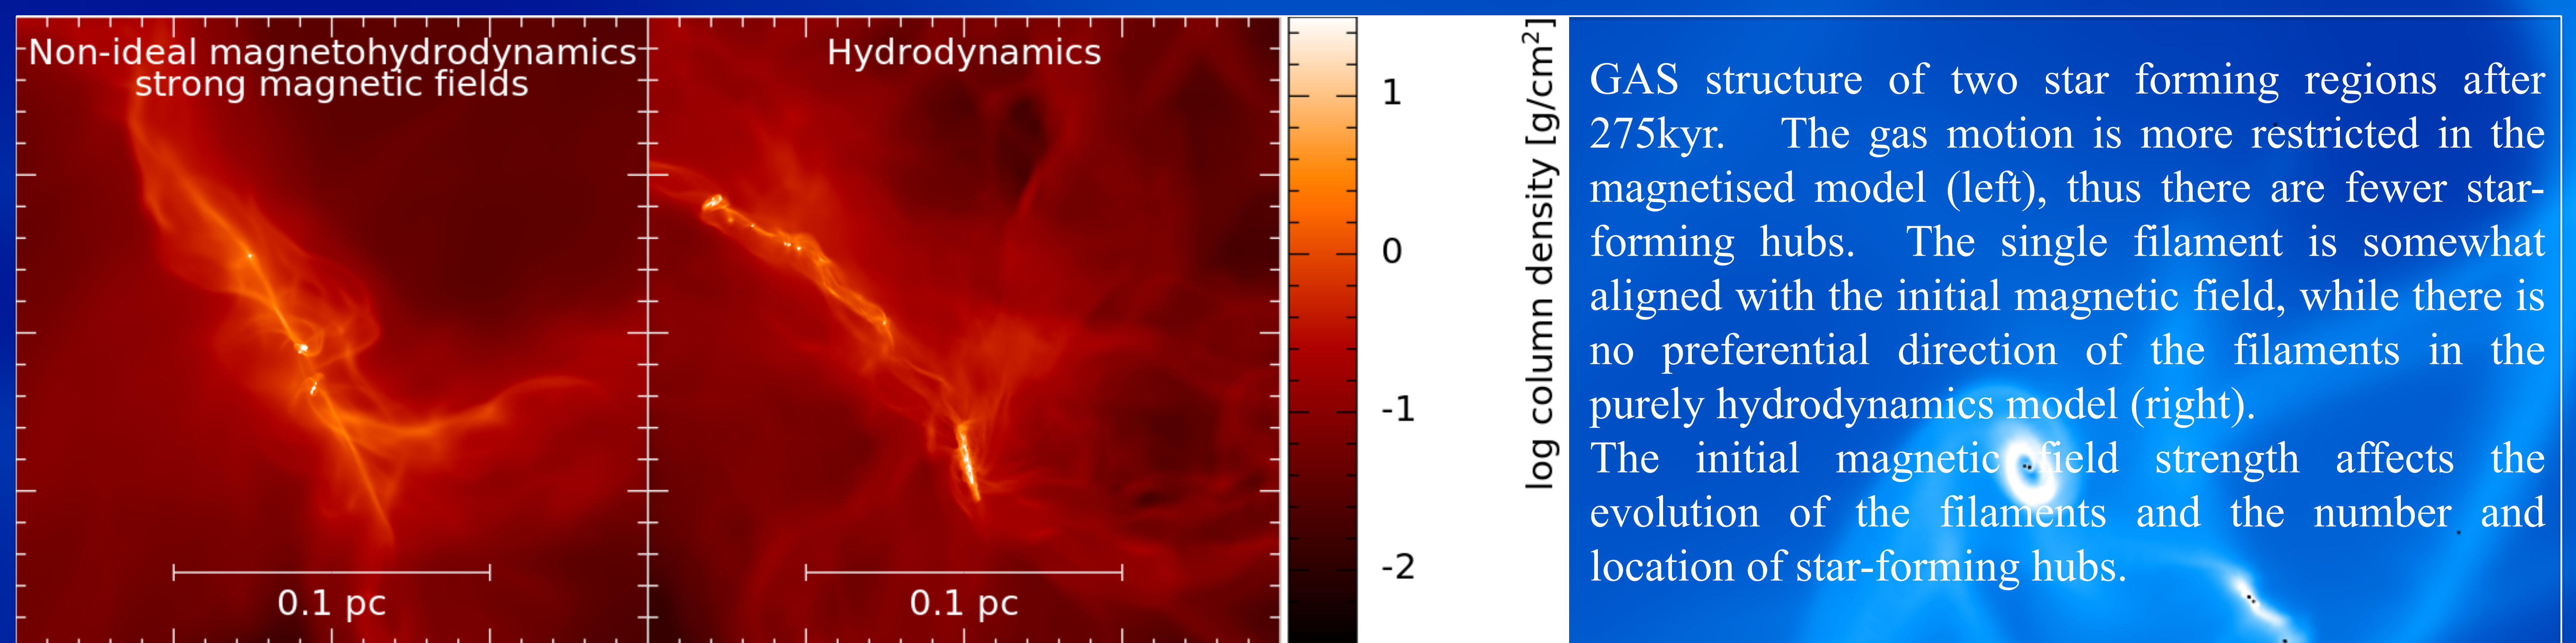 Non-ideal magnetohydrodynamics
strong magnetic fields
0.1 pc
Hydrodynamics
0.1 pc
1
0
-1
-2
log column density [g/cm²]
GAS structure of two star forming regions after
275kyr. The gas motion is more restricted in the
magnetised model (left), thus there are fewer star-
forming hubs. The single filament is somewhat
aligned with the initial magnetic field, while there is
no preferential direction of the filaments in the
purely hydrodynamics model (right).
The initial magnetic field strength affects the
evolution of the filaments and the number and
location of star-forming hubs.